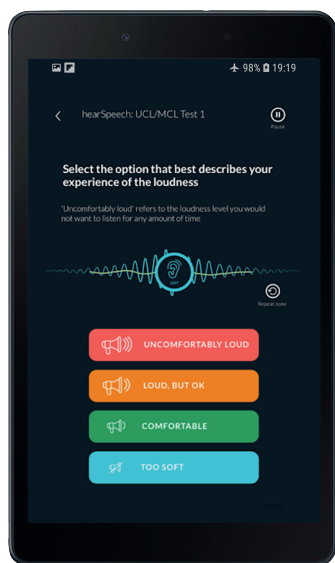 98% 19:19
hearSpeech: UCL/MCL Test 1
Pause
Select the option that best describes your
experience of the loudness
'Uncomfortably loud' refers to the loudness level you would
not want to listen for any amount of time
Repeat tone
UNCOMFORTABLY LOUD
LOUD, BUT OK
COMFORTABLE
TOO SOFT